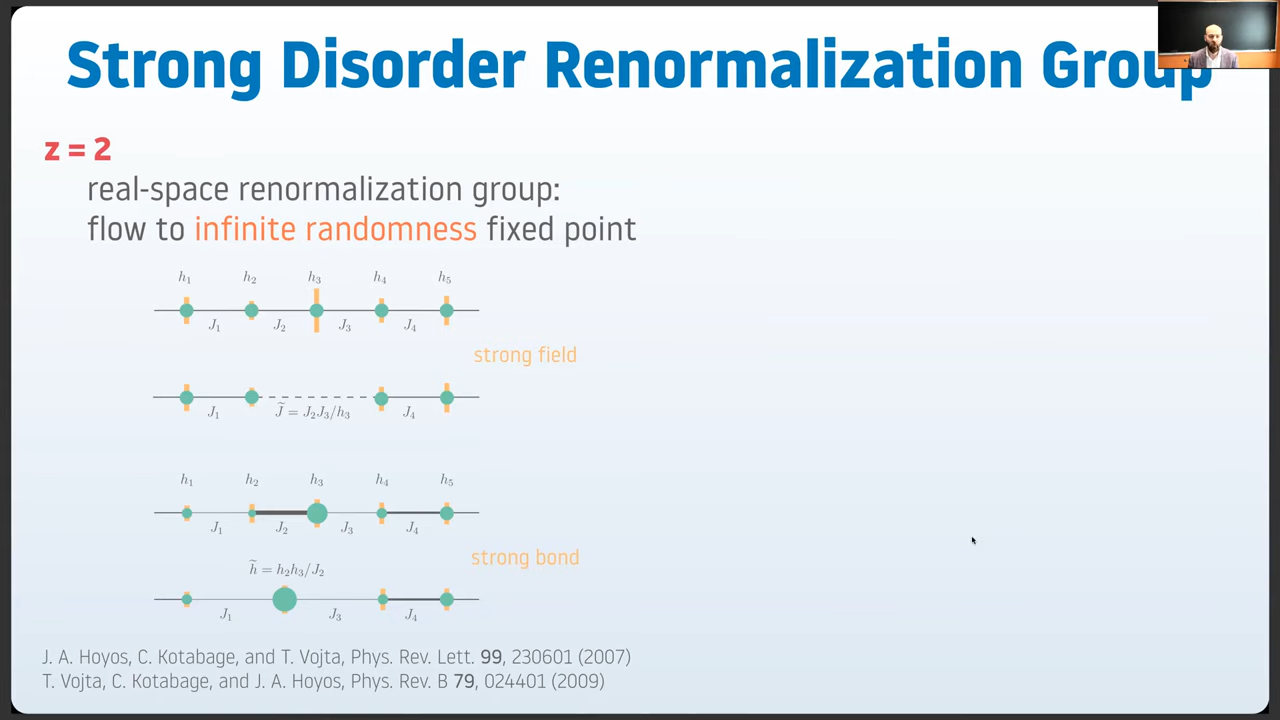 Strong Disorder Renormalization Group
z = 2
real-space renormalization group:
flow to infinite randomness fixed point
h₁ h₂ h₃ h₄ h₅
J₁ J₂ J₃ J₄
strong field
J₁ J̃ = J₂J₃/h₃ J₄
h₁ h₂ h₃ h₄ h₅
J₁ J₂ J₃ J₄
strong bond
h̃ = h₂h₃/J₂
J₁ J₃ J₄
J. A. Hoyos, C. Kotabage, and T. Vojta, Phys. Rev. Lett. 99, 230601 (2007)
T. Vojta, C. Kotabage, and J. A. Hoyos, Phys. Rev. B 79, 024401 (2009)